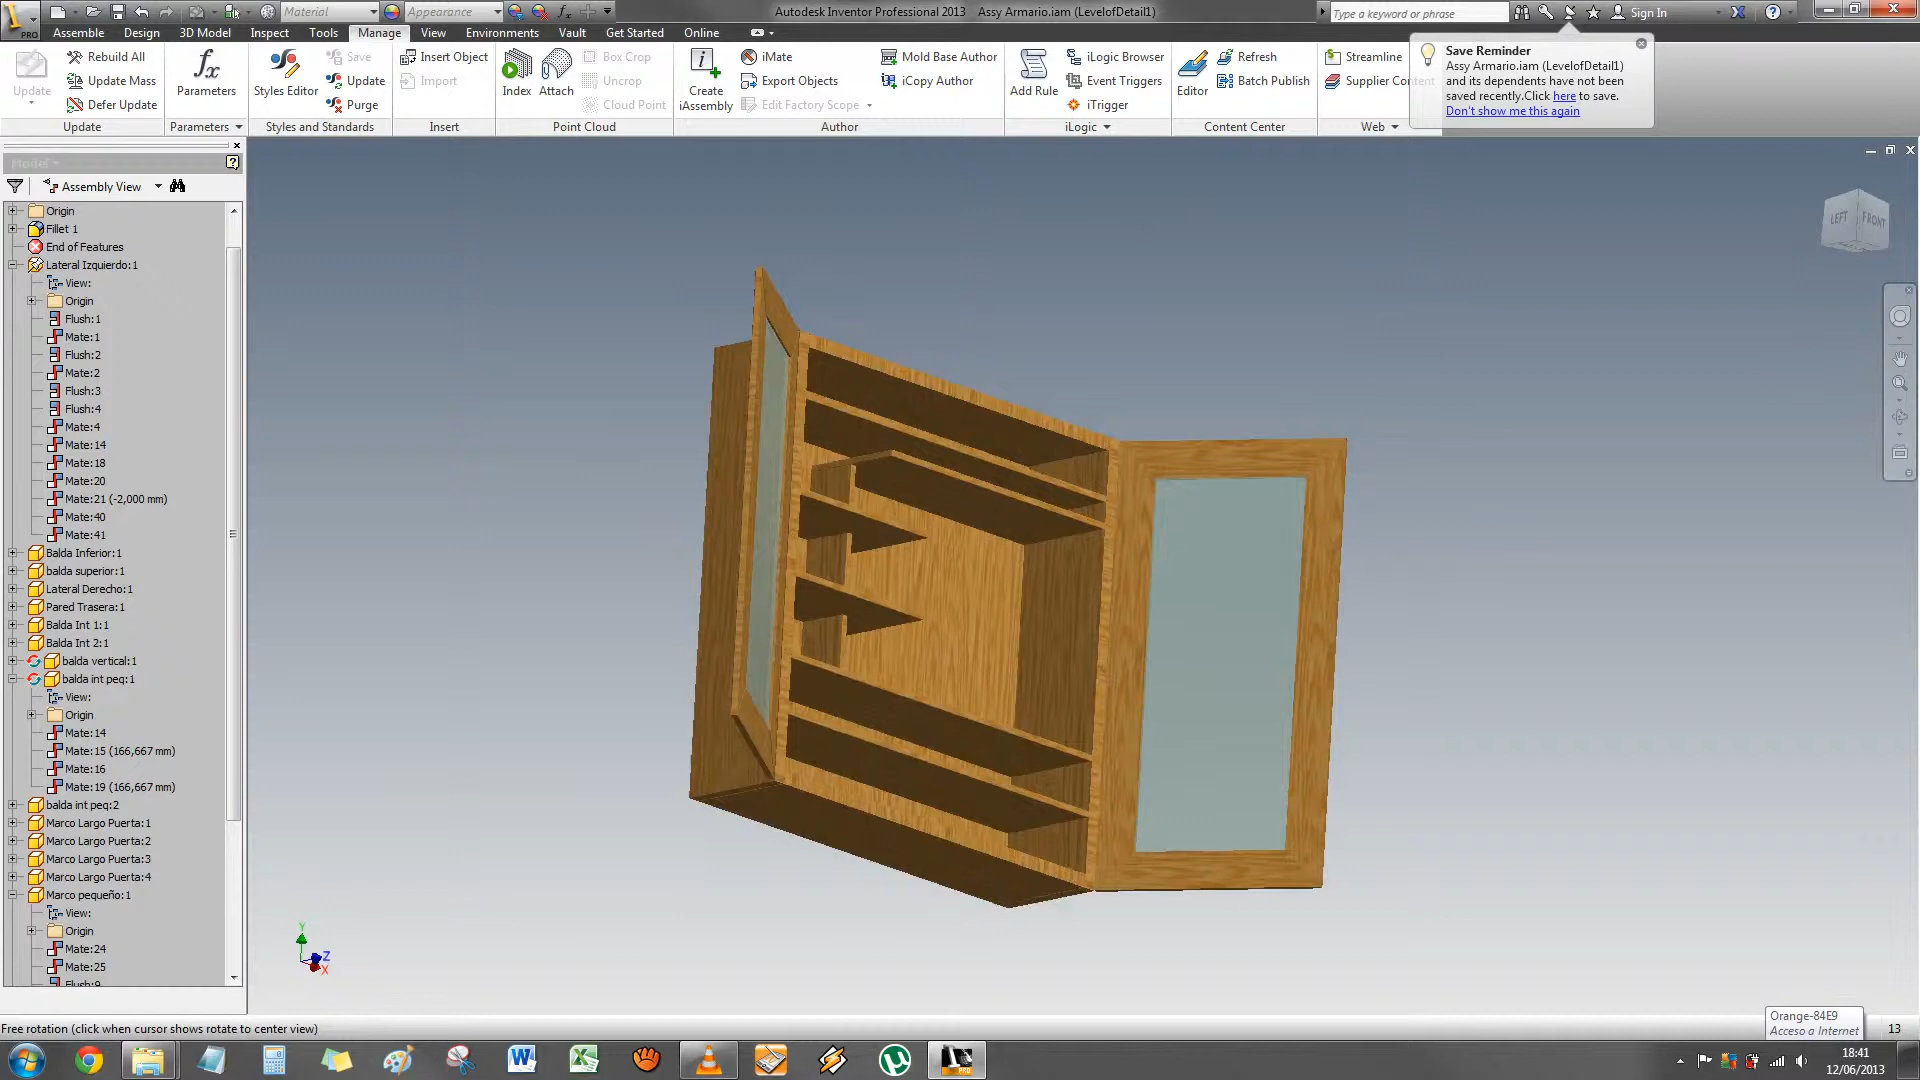 Material
Appearance
Autodesk Inventor Professional 2013    Assy Armario.iam (LevelofDetail1)
Type a keyword or phrase
Sign In
PRO
Assemble
Design
3D Model
Inspect
Tools
Manage
View
Environments
Vault
Get Started
Online
Update
Rebuild All
Update Mass
Defer Update
Update
Parameters
Parameters
Styles Editor
Save
Update
Purge
Styles and Standards
Insert Object
Import
Insert
Index
Attach
Box Crop
Uncrop
Cloud Point
Point Cloud
Create
iAssembly
iMate
Export Objects
Edit Factory Scope
Mold Base Author
iCopy Author
Author
Add Rule
iLogic Browser
Event Triggers
iTrigger
iLogic
Editor
Refresh
Batch Publish
Content Center
Streamline
Supplier Content
Web
Save Reminder
Assy Armario.iam (LevelofDetail1)
and its dependents have not been
saved recently.Click here to save.
Don't show me this again
Model
Assembly View
Origin
Fillet 1
End of Features
Lateral Izquierdo:1
View:
Origin
Flush:1
Mate:1
Flush:2
Mate:2
Flush:3
Flush:4
Mate:4
Mate:14
Mate:18
Mate:20
Mate:21 (-2,000 mm)
Mate:40
Mate:41
Balda Inferior:1
balda superior:1
Lateral Derecho:1
Pared Trasera:1
Balda Int 1:1
Balda Int 2:1
balda vertical:1
balda int peq:1
View:
Origin
Mate:14
Mate:15 (166,667 mm)
Mate:16
Mate:19 (166,667 mm)
balda int peq:2
Marco Largo Puerta:1
Marco Largo Puerta:2
Marco Largo Puerta:3
Marco Largo Puerta:4
Marco pequeño:1
View:
Origin
Mate:24
Mate:25
Flush:9
LEFT
FRONT
Y
Z
X
Free rotation (click when cursor shows rotate to center view)
Orange-84E9
Acceso a Internet
13
PRO
18:41
12/06/2013